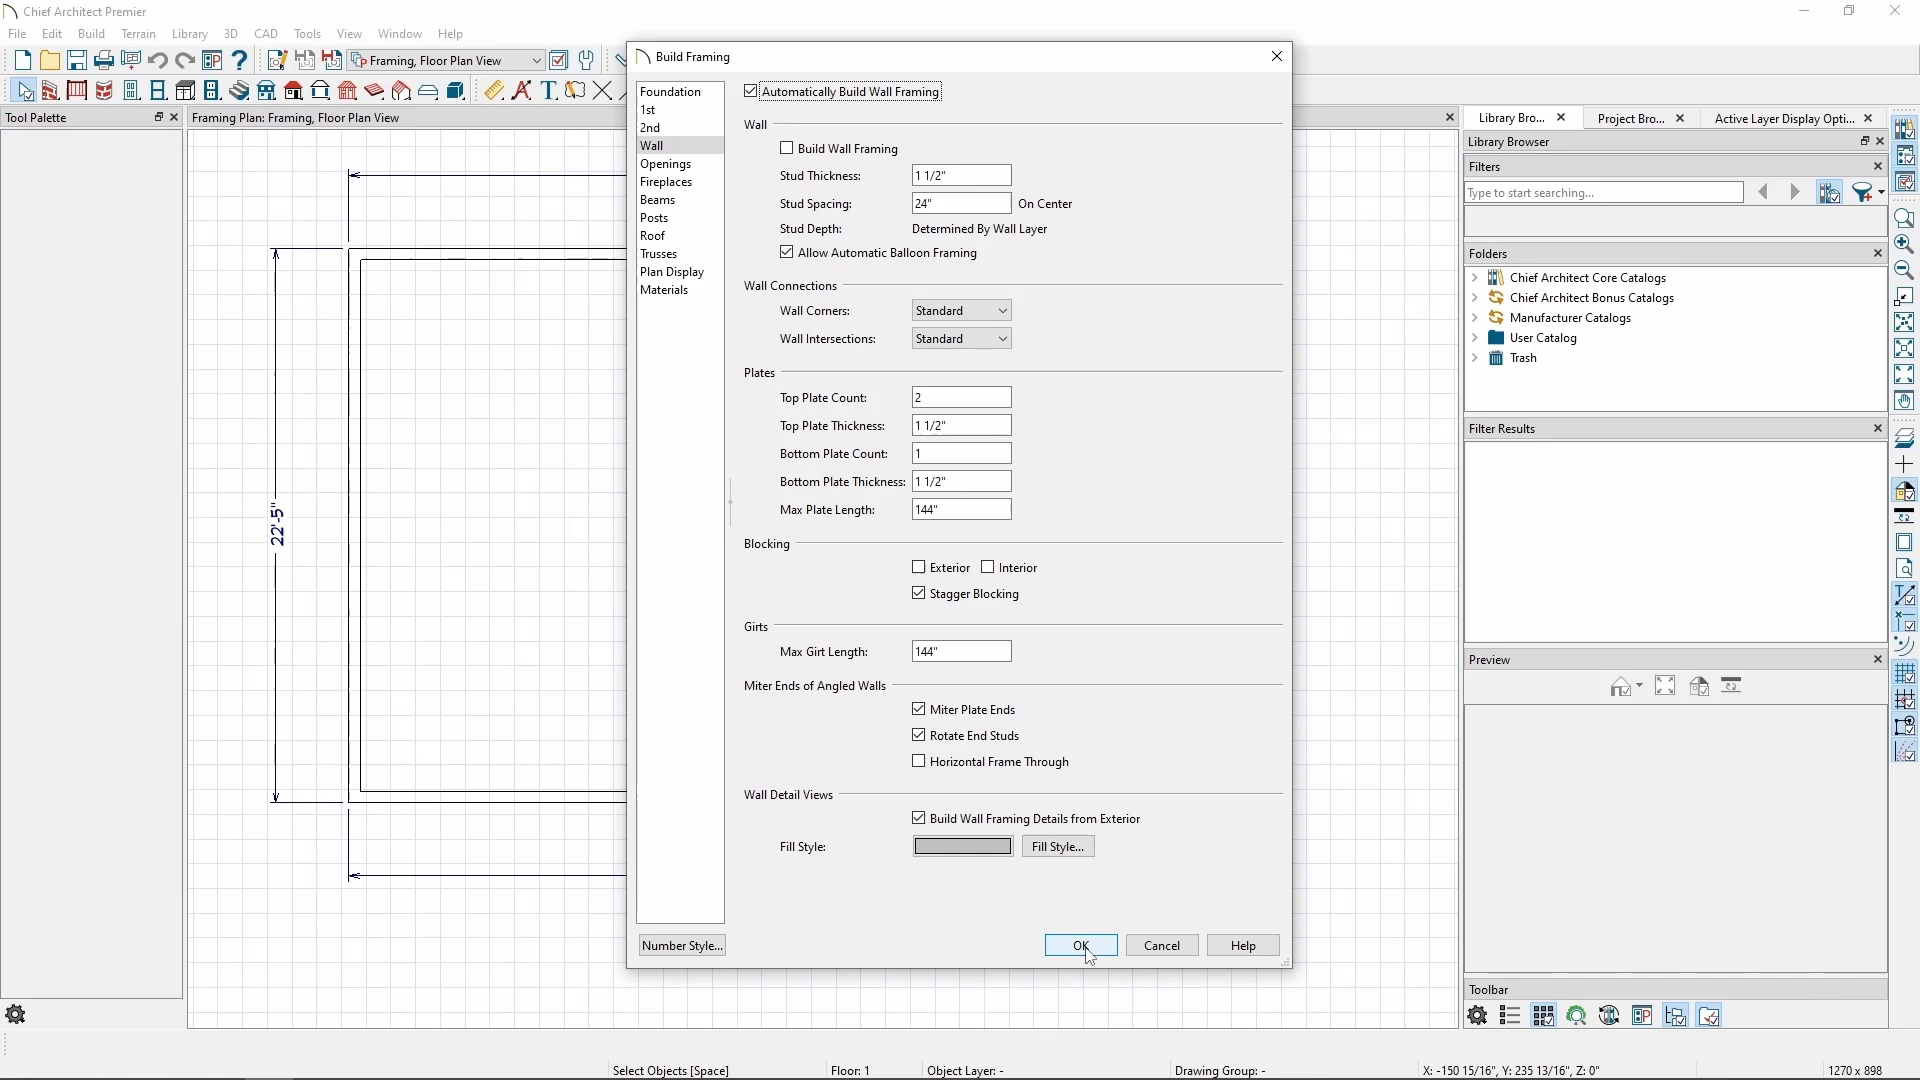 Chief Architect Premier
File Edit Build Terrain Library 3D CAD Tools View Window Help
Framing, Floor Plan View
Tool Palette
Framing Plan: Framing, Floor Plan View
22'-5"
Build Framing
Foundation
1st
2nd
Wall
Openings
Fireplaces
Beams
Posts
Roof
Trusses
Plan Display
Materials
Automatically Build Wall Framing
Wall
Build Wall Framing
Stud Thickness: 1 1/2"
Stud Spacing: 24" On Center
Stud Depth: Determined By Wall Layer
Allow Automatic Balloon Framing
Wall Connections
Wall Corners: Standard
Wall Intersections: Standard
Plates
Top Plate Count: 2
Top Plate Thickness: 1 1/2"
Bottom Plate Count: 1
Bottom Plate Thickness: 1 1/2"
Max Plate Length: 144"
Blocking
Exterior Interior
Stagger Blocking
Girts
Max Girt Length: 144"
Miter Ends of Angled Walls
Miter Plate Ends
Rotate End Studs
Horizontal Frame Through
Wall Detail Views
Build Wall Framing Details from Exterior
Fill Style: Fill Style...
Number Style... OK Cancel Help
Library Bro... Project Bro... Active Layer Display Opti...
Library Browser
Filters
Type to start searching...
Folders
Chief Architect Core Catalogs
Chief Architect Bonus Catalogs
Manufacturer Catalogs
User Catalog
Trash
Filter Results
Preview
Toolbar
Select Objects [Space] Floor: 1 Object Layer: - Drawing Group: - X: -150 15/16", Y: 235 13/16", Z: 0" 1270 x 898